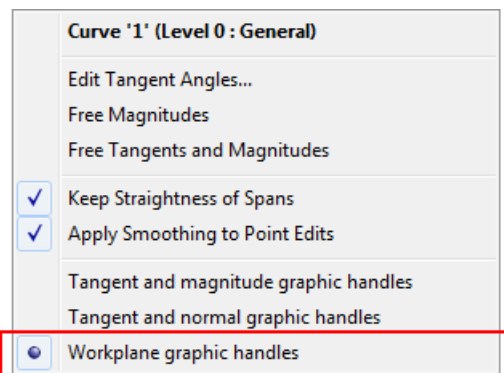 Curve '1' (Level 0 : General)
Edit Tangent Angles...
Free Magnitudes
Free Tangents and Magnitudes
Keep Straightness of Spans
Apply Smoothing to Point Edits
Tangent and magnitude graphic handles
Tangent and normal graphic handles
Workplane graphic handles